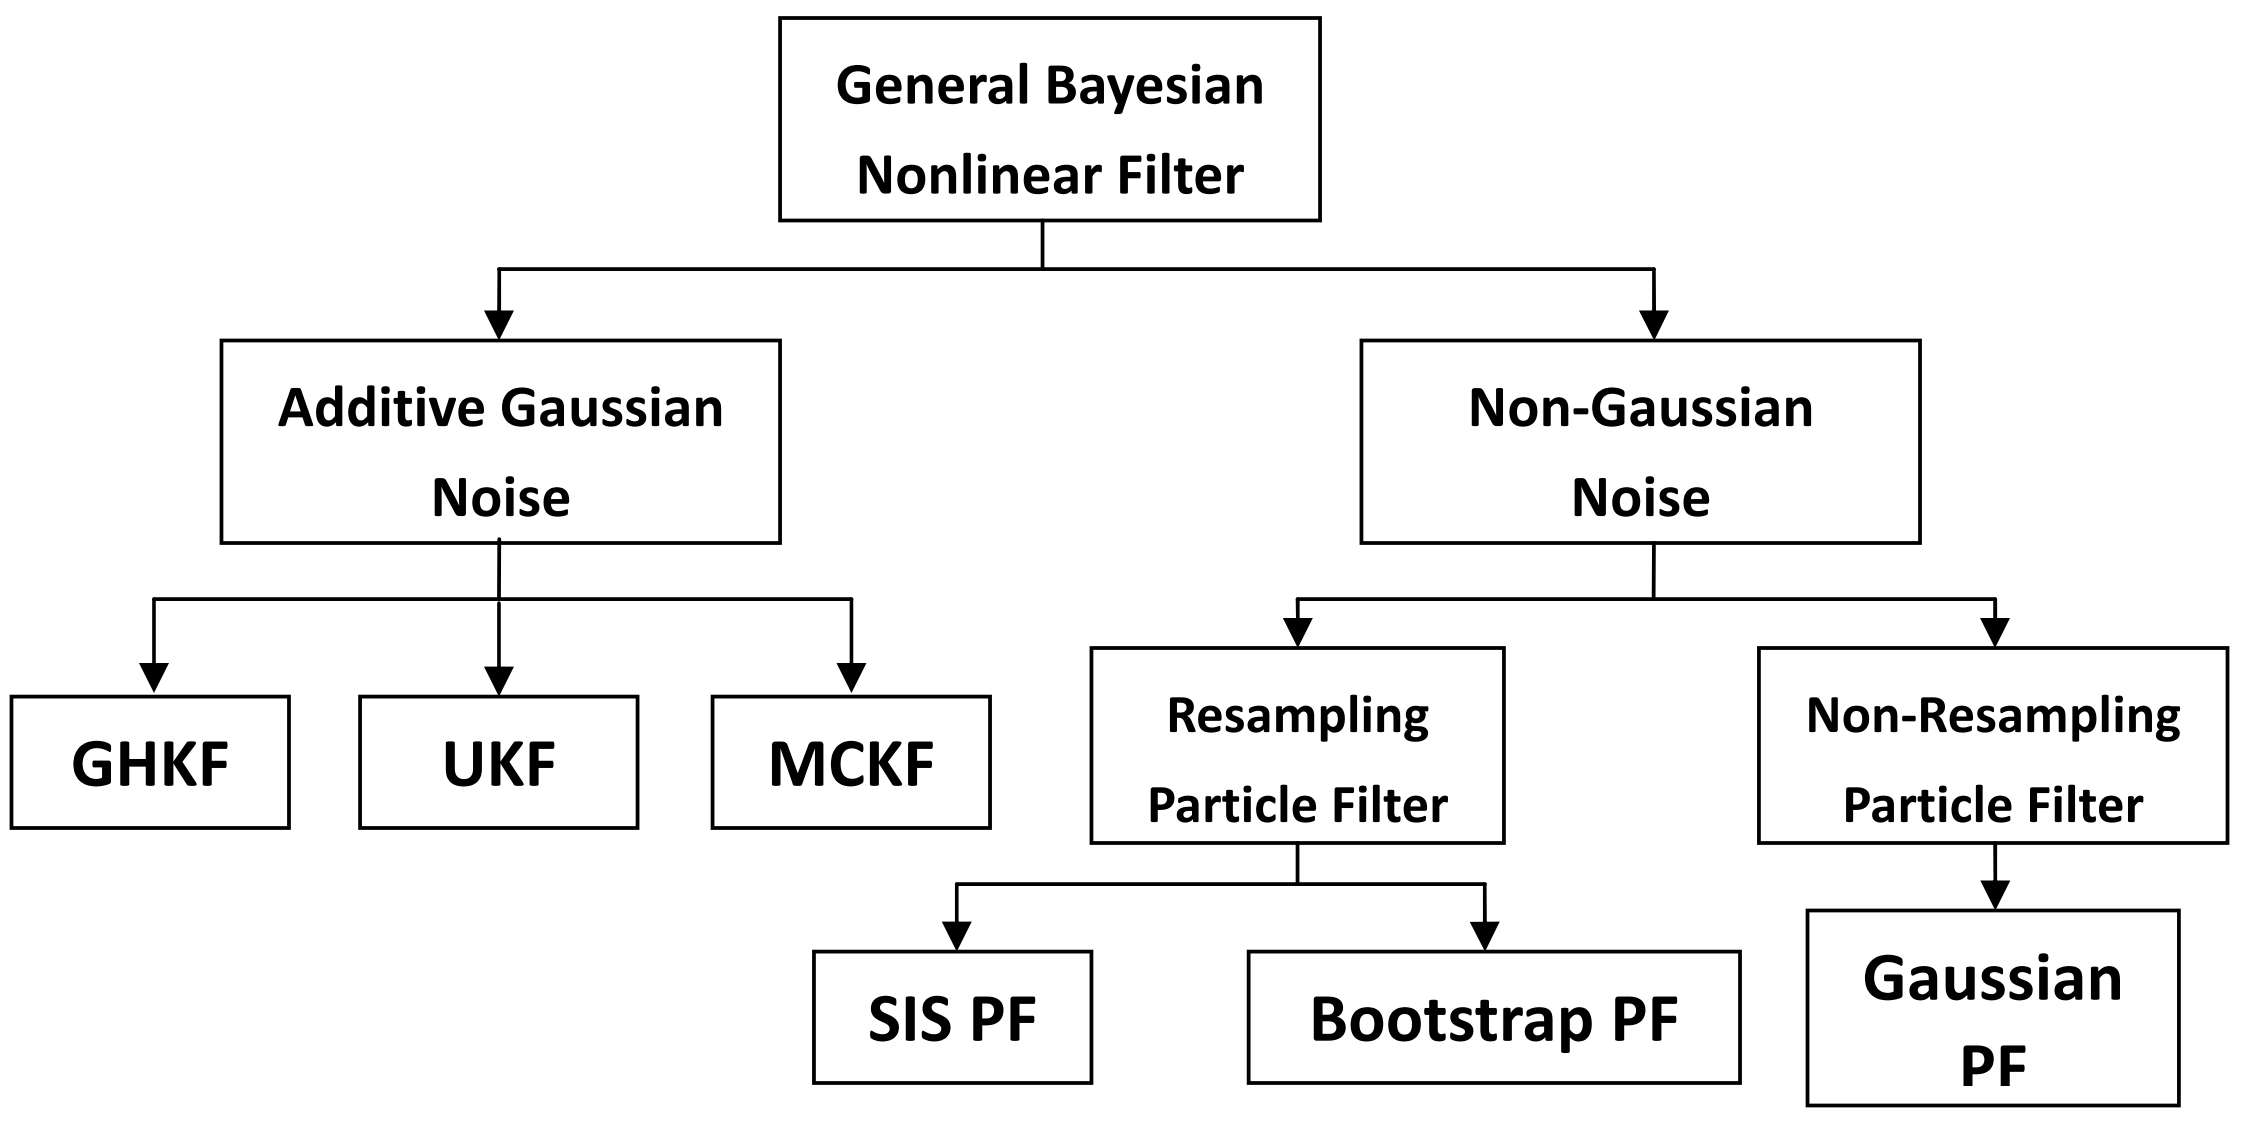 General Bayesian
Nonlinear Filter
Additive Gaussian
Noise
Non-Gaussian
Noise
GHKF
UKF
MCKF
Resampling
Particle Filter
Non-Resampling
Particle Filter
SIS PF
Bootstrap PF
Gaussian
PF